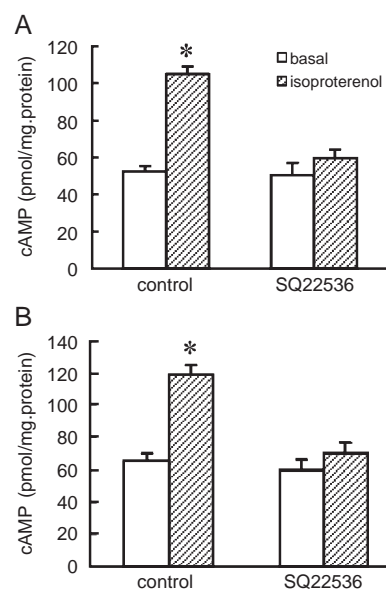 A
120
100
80
60
40
20
0
cAMP (pmol/mg.protein)
*
basal
isoproterenol
control SQ22536
B
140
120
100
80
60
40
20
0
cAMP (pmol/mg.protein)
*
control SQ22536